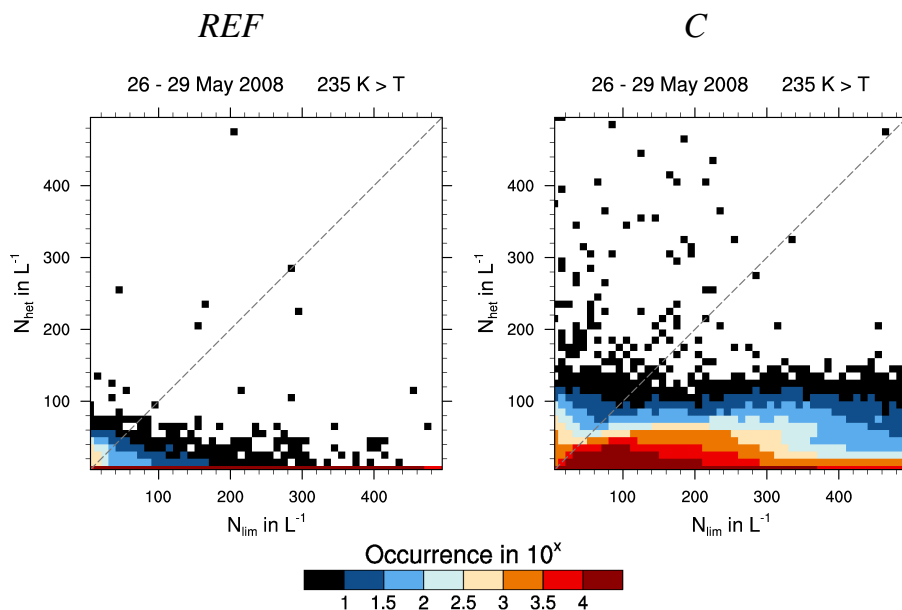 REF
C
26 - 29 May 2008 235 K > T
26 - 29 May 2008 235 K > T
400
300
200
100
N_het in L^-1
100 200 300 400
N_lim in L^-1
400
300
200
100
N_het in L^-1
100 200 300 400
N_lim in L^-1
Occurrence in 10^x
1 1.5 2 2.5 3 3.5 4